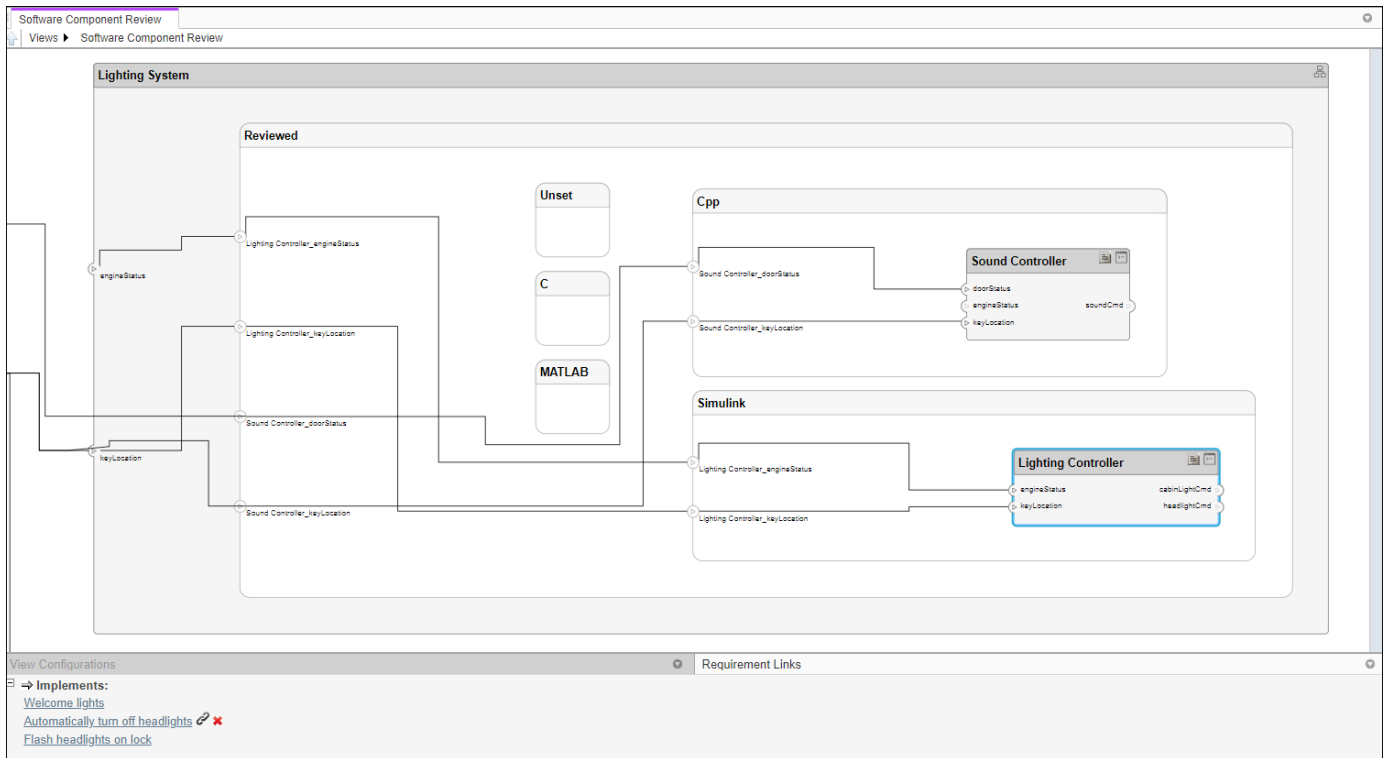 Software Component Review
Views
Software Component Review
Lighting System
Reviewed
Unset
Cpp
Lighting Controller_engineStatus
Sound Controller
engineStatus
Sound Controller_doorStatus
C
doorStatus
engineStatus
soundCmd
Lighting Controller_keyLocation
Sound Controller_keyLocation
keyLocation
MATLAB
Simulink
Sound Controller_doorStatus
keyLocation
Lighting Controller_engineStatus
Lighting Controller
engineStatus
cabinLightCmd
Sound Controller_keyLocation
Lighting Controller_keyLocation
keyLocation
headlightCmd
View Configurations
Requirement Links
Implements:
Welcome lights
Automatically turn off headlights
Flash headlights on lock